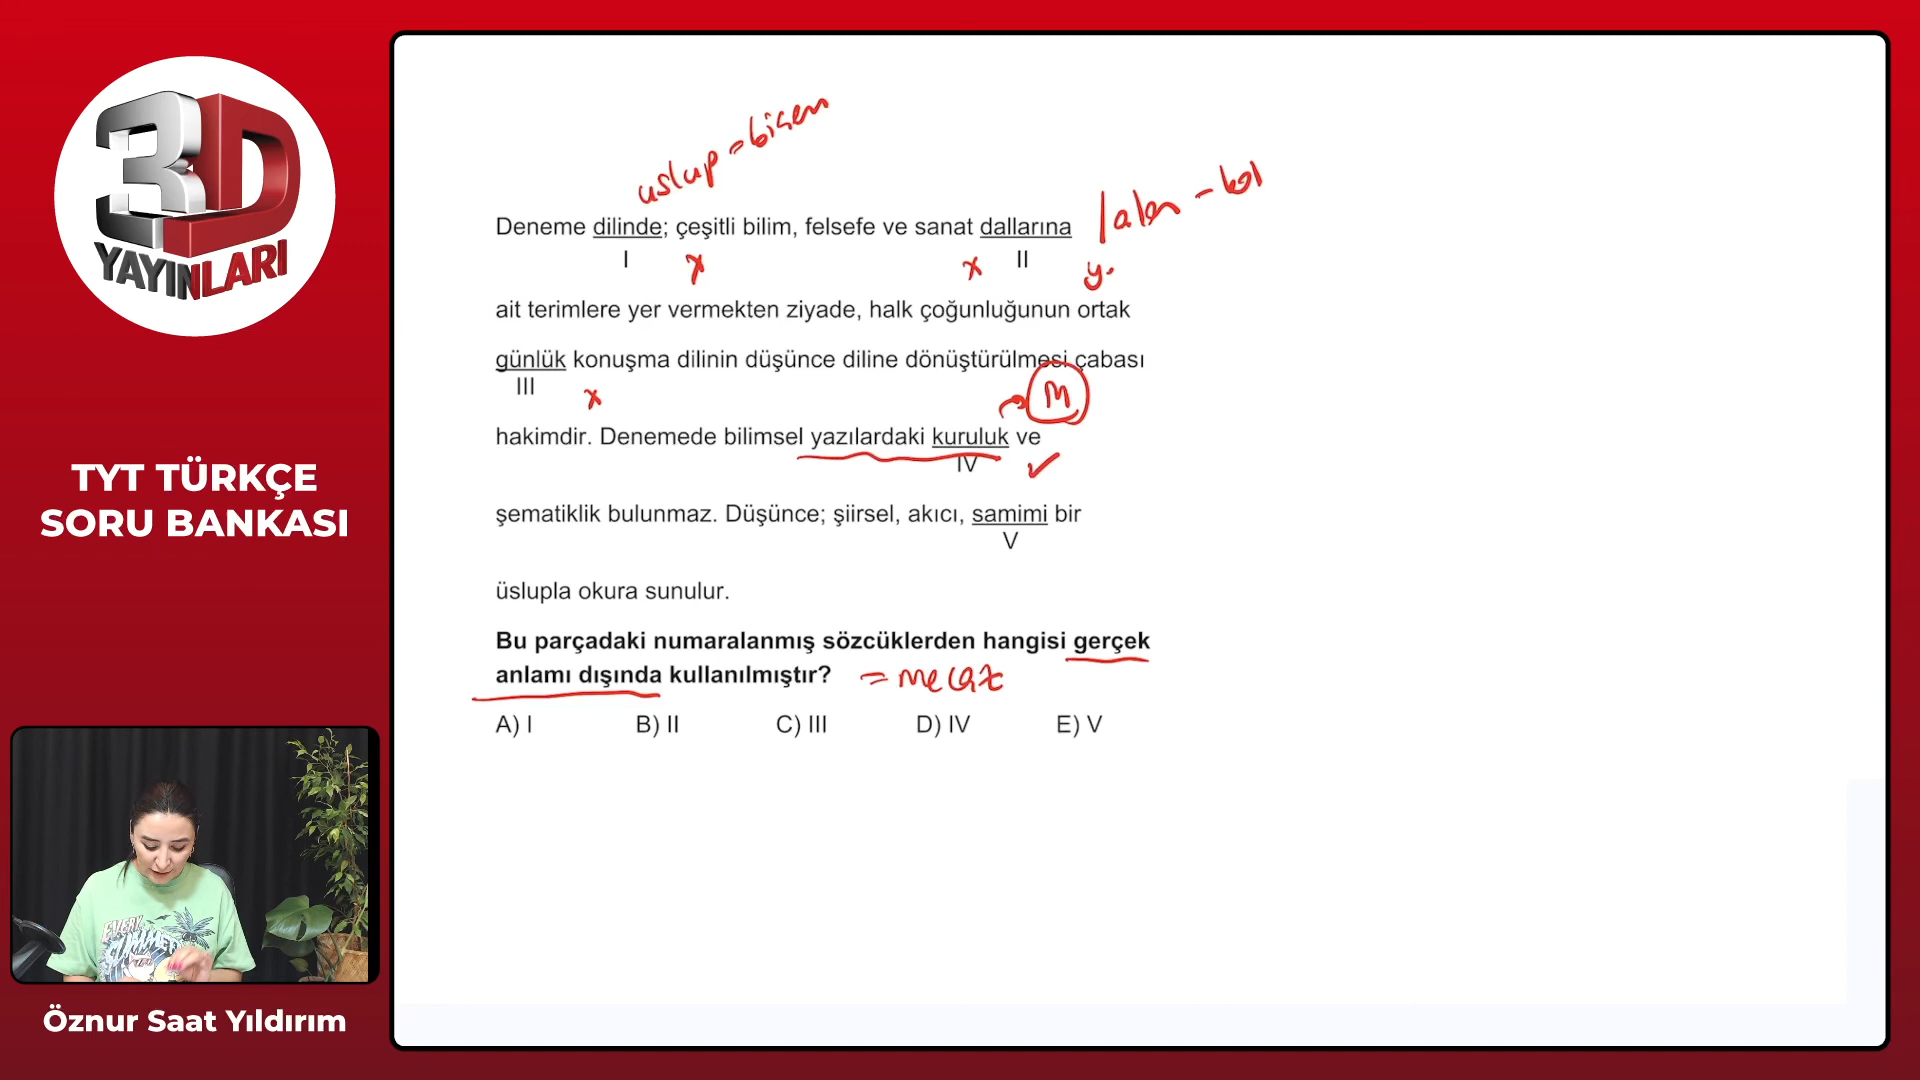 3D
YAYINLARI
TYT TÜRKÇE
SORU BANKASI
Öznur Saat Yıldırım
uslup = biçem
Deneme dilinde; çeşitli bilim, felsefe ve sanat dallarına
alan - kol
I x x II y.
ait terimlere yer vermekten ziyade, halk çoğunluğunun ortak
günlük konuşma dilinin düşünce diline dönüştürülmesi çabası
III x M
hakimdir. Denemede bilimsel yazılardaki kuruluk ve
IV
şematiklik bulunmaz. Düşünce; şiirsel, akıcı, samimi bir
V
üslupla okura sunulur.
Bu parçadaki numaralanmış sözcüklerden hangisi gerçek
anlamı dışında kullanılmıştır? = mecaz
A) I B) II C) III D) IV E) V